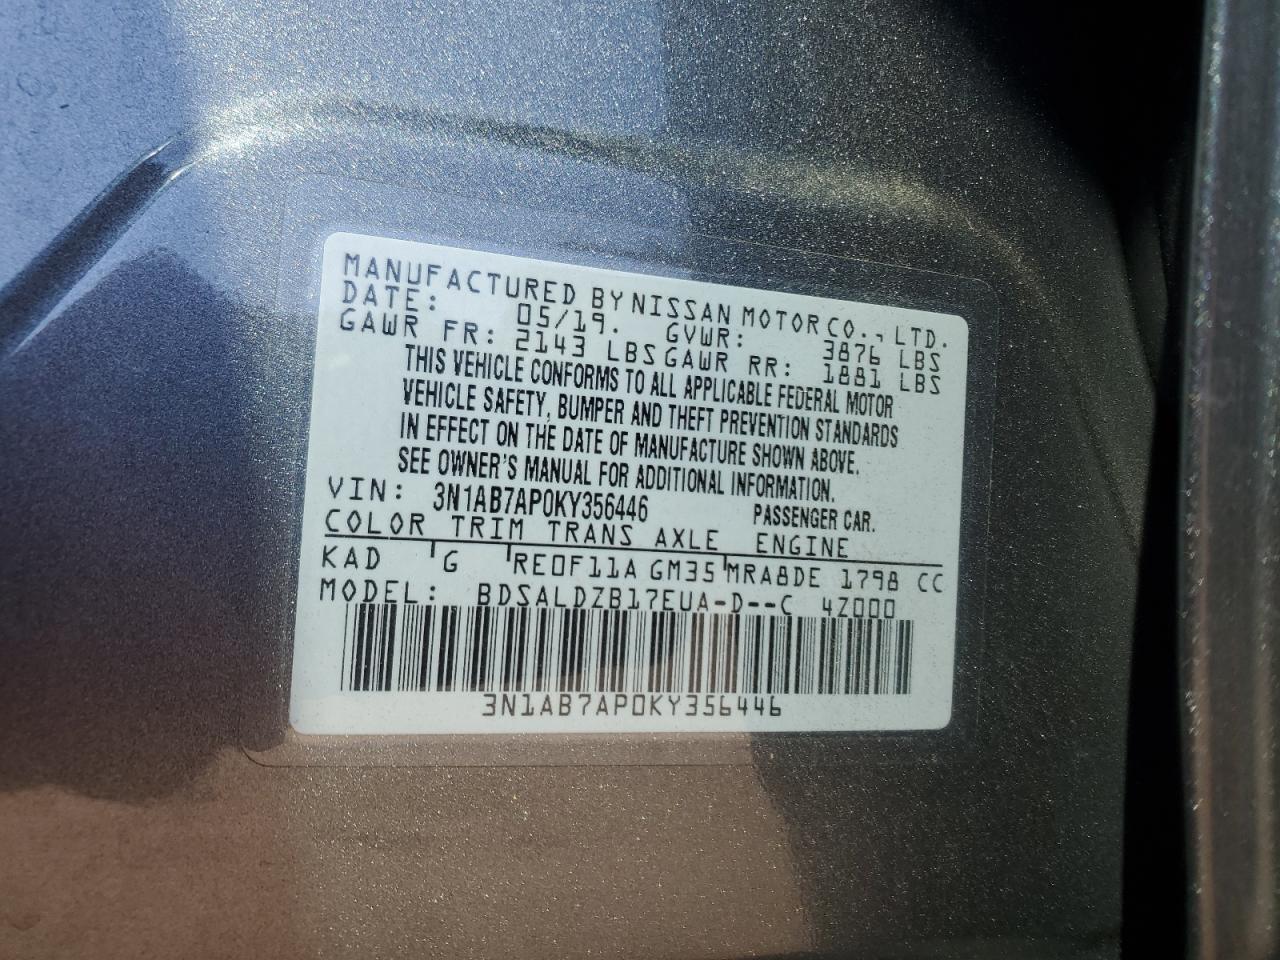 MANUFACTURED BY NISSAN MOTOR CO., LTD.
DATE: 05/19. GVWR: 3876 LBS
GAWR FR: 2143 LBS GAWR RR: 1881 LBS
THIS VEHICLE CONFORMS TO ALL APPLICABLE FEDERAL MOTOR
VEHICLE SAFETY, BUMPER AND THEFT PREVENTION STANDARDS
IN EFFECT ON THE DATE OF MANUFACTURE SHOWN ABOVE.
SEE OWNER'S MANUAL FOR ADDITIONAL INFORMATION.
VIN: 3N1AB7AP0KY356446 PASSENGER CAR.
COLOR TRIM TRANS AXLE ENGINE
KAD G RE0F11A GM35 MRA8DE 1798 CC
MODEL: BDSALDZB17EUA-D--C 4Z000
3N1AB7AP0KY356446